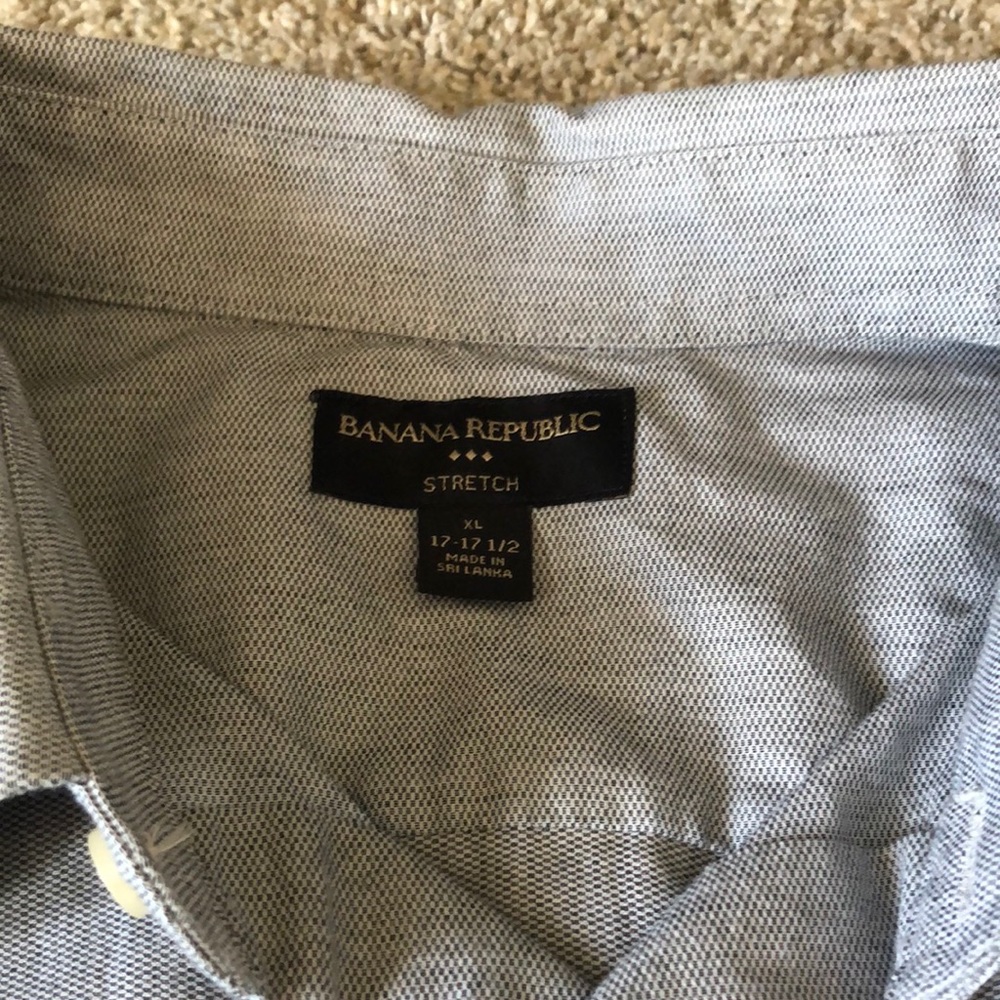 BANANA REPUBLIC
STRETCH
XL
17-17 1/2
MADE IN
SRI LANKA